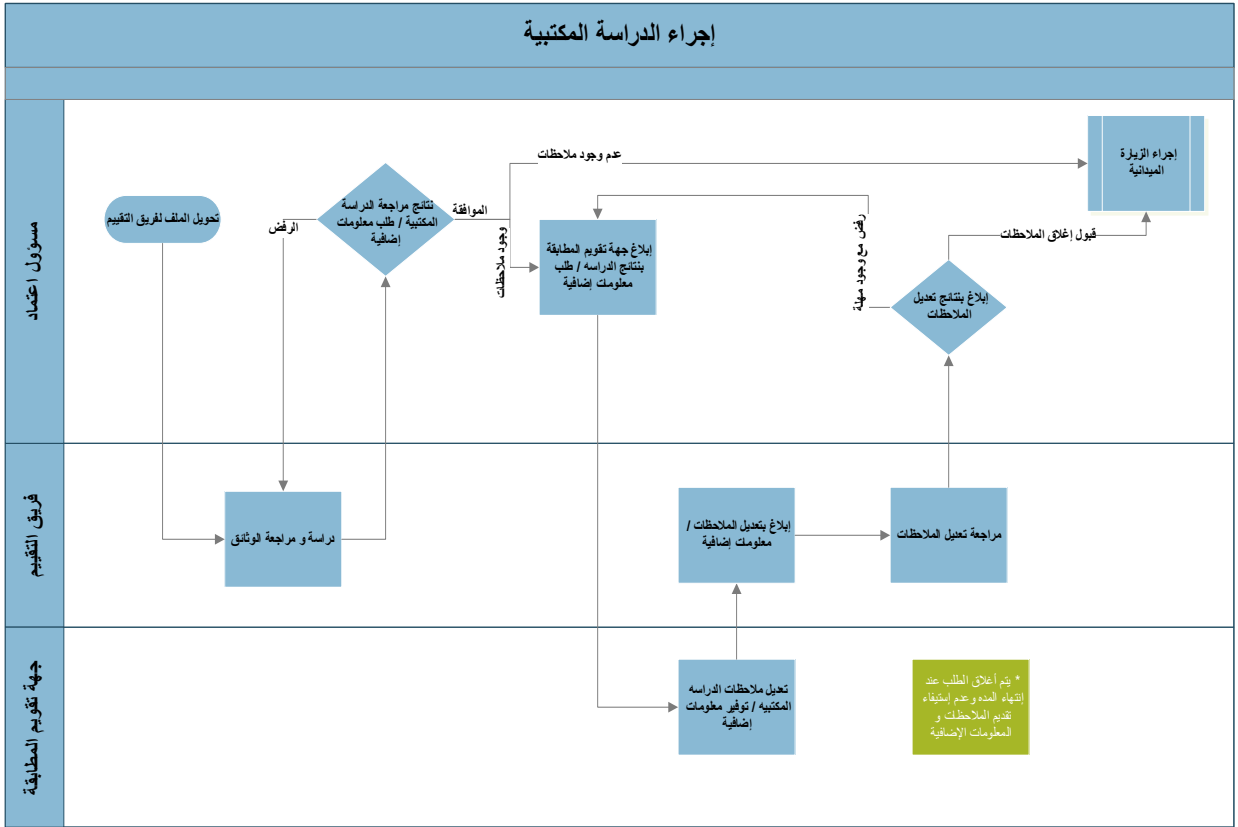 إجراء الدراسة المكتبية
مسؤول اعتماد
تحويل الملف لفريق التقييم
نتائج مراجعة الدراسة
المكتبية / طلب معلومات
إضافية
الرفض
الموافقة
عدم وجود ملاحظات
وجود ملاحظات
إبلاغ جهة تقويم المطابقة
بنتائج الدراسه / طلب
معلومات إضافية
رفض مع وجود مهلة
إبلاغ بنتائج تعديل
الملاحظات
قبول إغلاق الملاحظات
إجراء الزيارة
الميدانية
فريق التقييم
دراسة و مراجعة الوثائق
إبلاغ بتعديل الملاحظات /
معلومات إضافية
مراجعة تعديل الملاحظات
جهة تقويم المطابقة
تعديل ملاحظات الدراسه
المكتبيه / توفير معلومات
إضافية
* يتم أغلاق الطلب عند
إنتهاء المده وعدم إستيفاء
تقديم الملاحظات و
المعلومات الإضافية